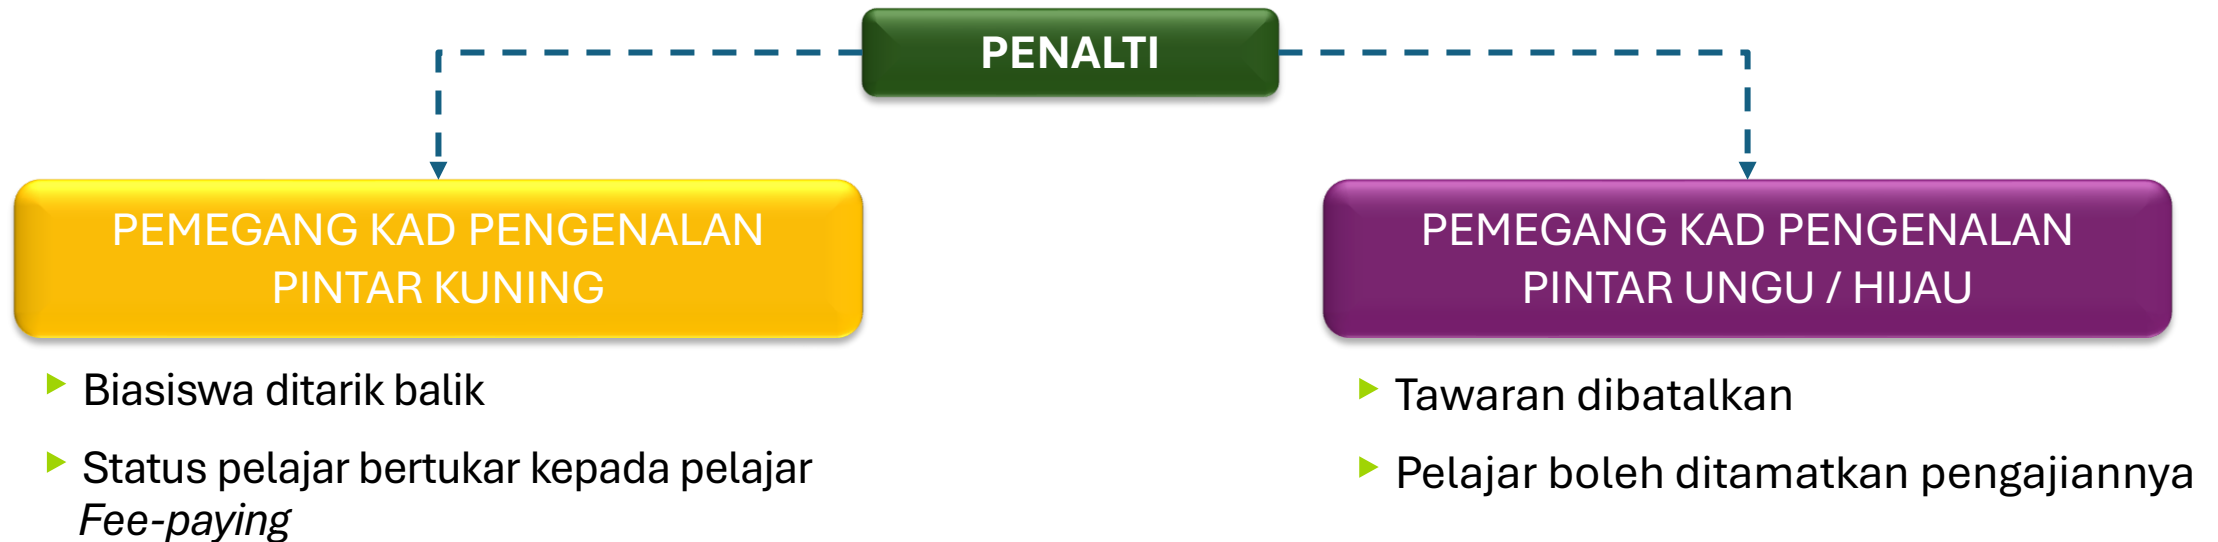 PENALTI
PEMEGANG KAD PENGENALAN
PINTAR KUNING
Biasiswa ditarik balik
Status pelajar bertukar kepada pelajar
Fee-paying
PEMEGANG KAD PENGENALAN
PINTAR UNGU / HIJAU
Tawaran dibatalkan
Pelajar boleh ditamatkan pengajiannya